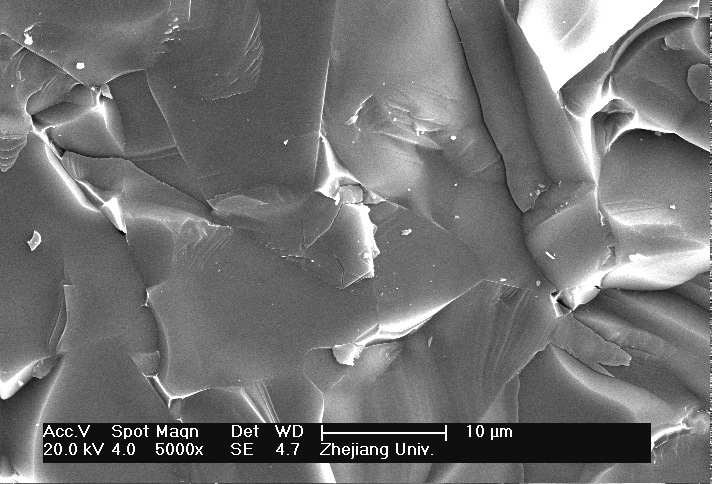 Acc.V Spot Magn Det WD 10 µm
20.0 kV 4.0 5000x SE 4.7 Zhejiang Univ.